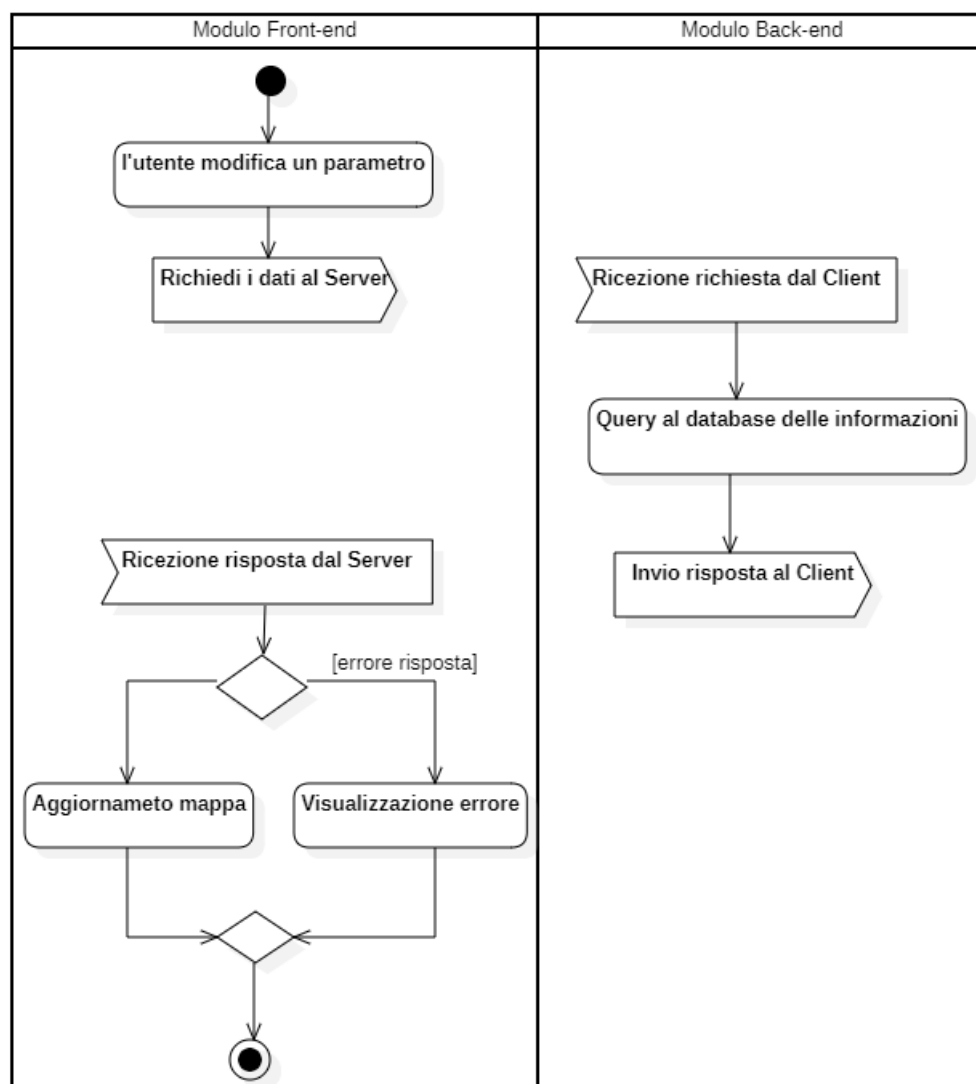 Modulo Front-end
Modulo Back-end
l'utente modifica un parametro
Richiedi i dati al Server
Ricezione richiesta dal Client
Query al database delle informazioni
Ricezione risposta dal Server
Invio risposta al Client
[errore risposta]
Aggiornameto mappa
Visualizzazione errore